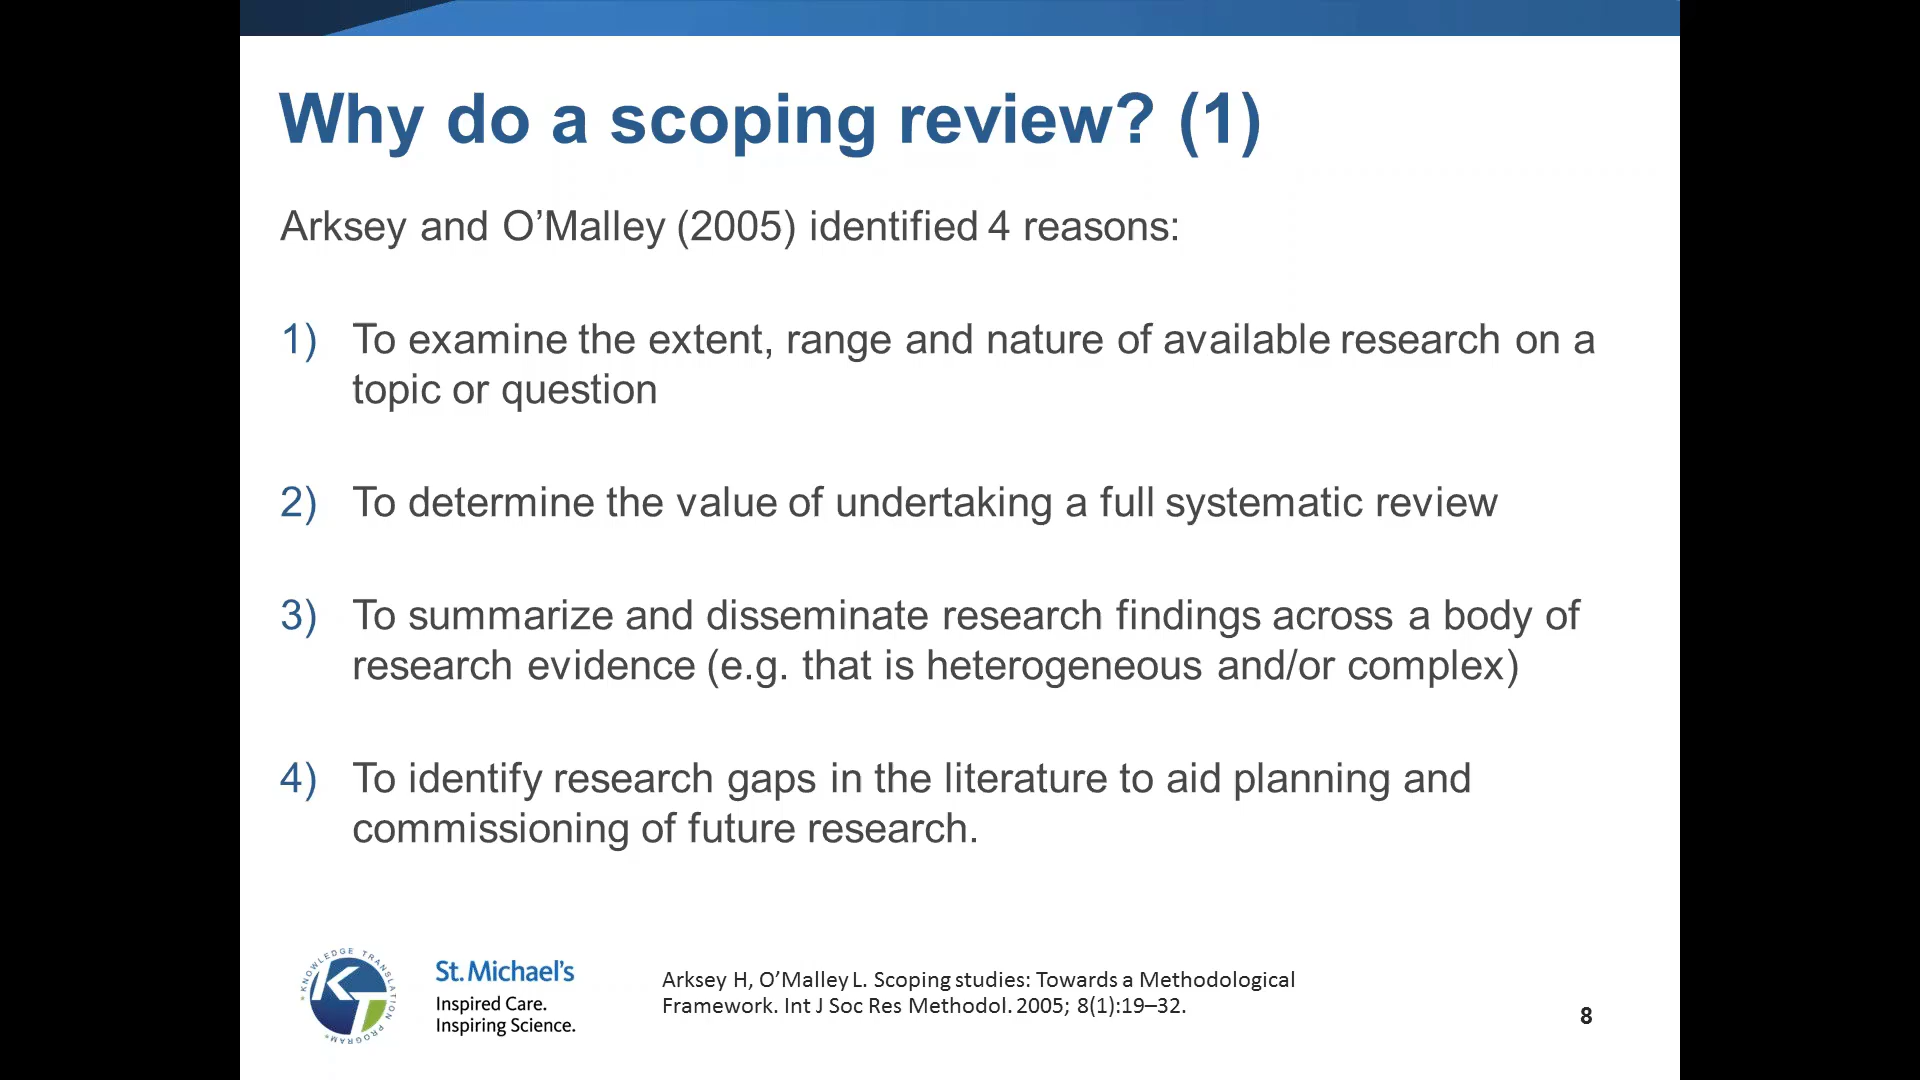 Why do a scoping review? (1)
Arksey and O’Malley (2005) identified 4 reasons:
1) To examine the extent, range and nature of available research on a
topic or question
2) To determine the value of undertaking a full systematic review
3) To summarize and disseminate research findings across a body of
research evidence (e.g. that is heterogeneous and/or complex)
4) To identify research gaps in the literature to aid planning and
commissioning of future research.
KNOWLEDGE TRANSLATION PROGRAM
KT
St. Michael's
Inspired Care.
Inspiring Science.
Arksey H, O’Malley L. Scoping studies: Towards a Methodological
Framework. Int J Soc Res Methodol. 2005; 8(1):19–32.
8